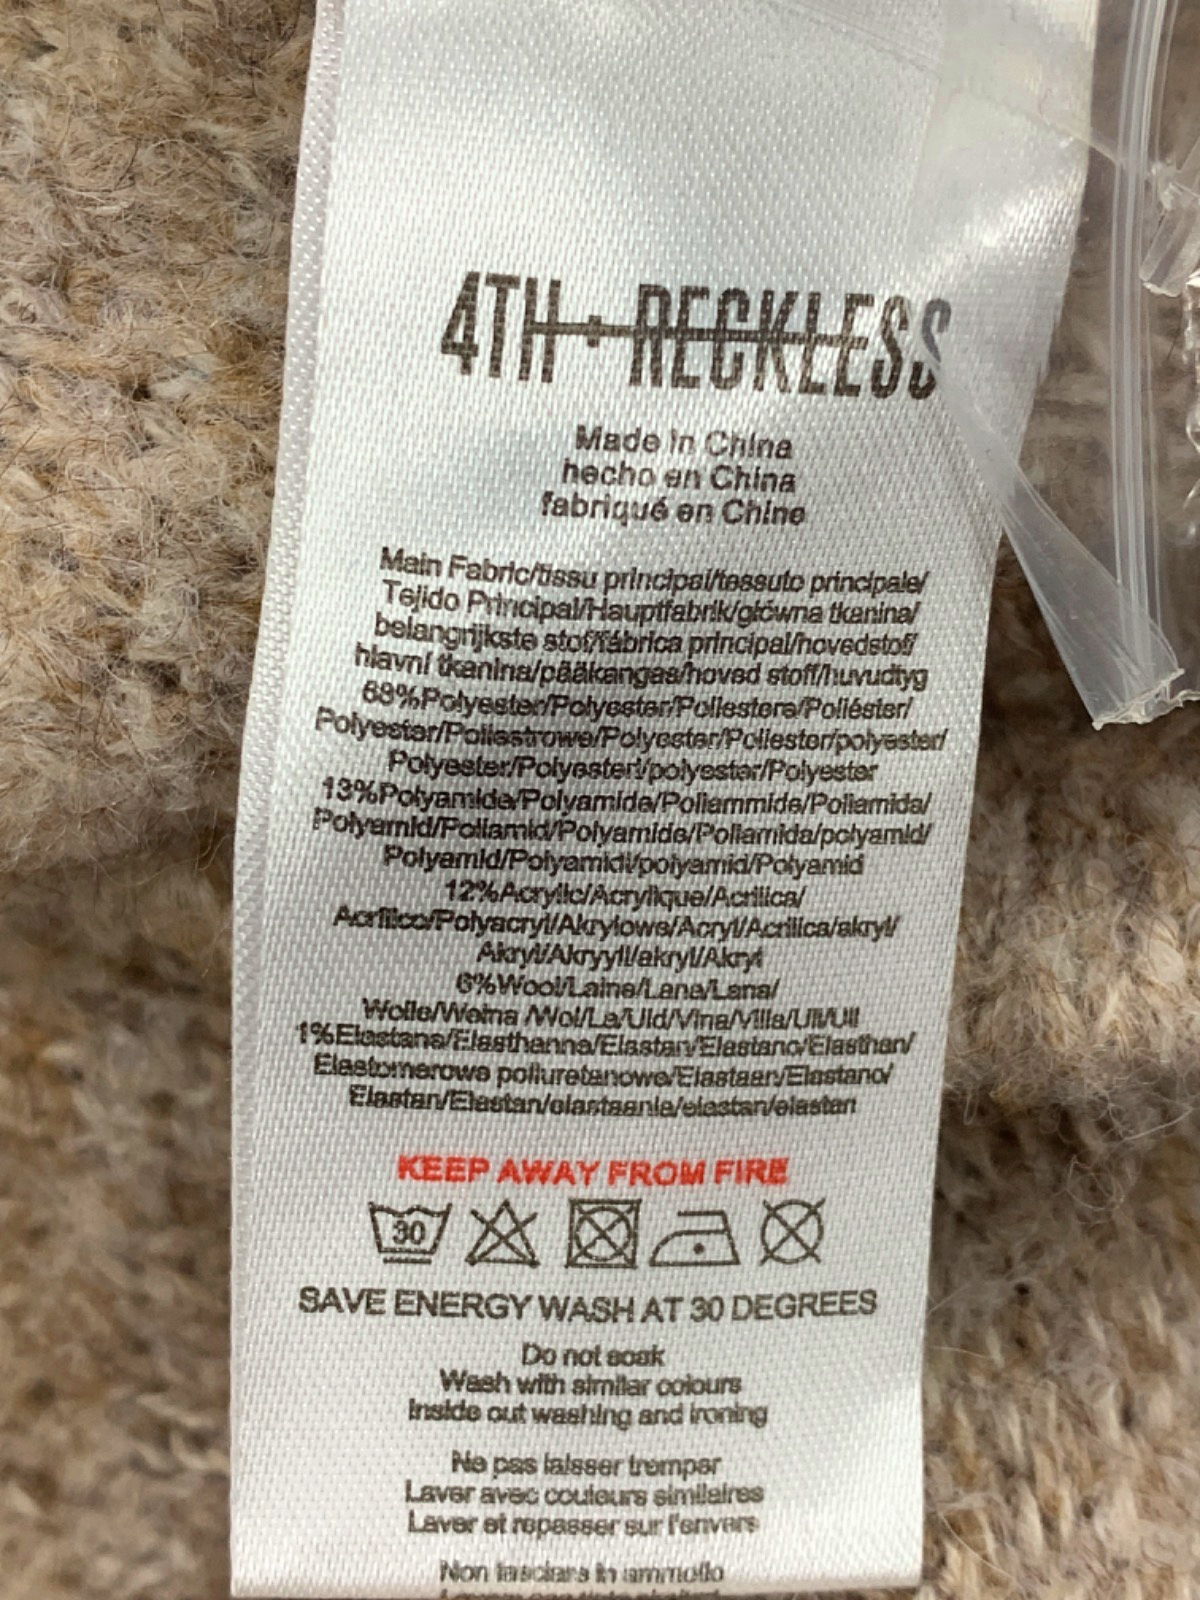 4TH + RECKLESS
Made in China
hecho en China
fabriqué en Chine
Main Fabric/tissu principal/tessuto principale/
Tejido Principal/Hauptfabrik/główna tkanina/
belangrijkste stof/fábrica principal/hovedstof/
hlavní tkanina/pääkangas/hoved stoff/huvudtyg
68%Polyester/Polyester/Poliestere/Poliéster/
Polyester/Poliestrowe/Polyester/Poliester/polyester/
Polyester/Polyesteri/polyester/Polyester
13%Polyamide/Polyamide/Poliammide/Poliamida/
Polyamid/Poliamid/Polyamide/Poliamida/polyamid/
Polyamid/Polyamidi/polyamid/Polyamid
12%Acrylic/Acrylique/Acrilica/
Acrílico/Polyacryl/Akrylowe/Acryl/Acrílica/akryl/
Akryl/Akryyli/akryl/Akryl
6%Wool/Laine/Lana/Lana/
Wolle/Wełna /Wol/La/Uld/Vlna/Villa/Ull/Ull
1%Elastane/Elasthanne/Elastan/Elastano/Elasthan/
Elastomerowe poliuretanowe/Elastaan/Elastano/
Elastan/Elastan/elastaania/elastan/elastan
KEEP AWAY FROM FIRE
30
SAVE ENERGY WASH AT 30 DEGREES
Do not soak
Wash with similar colours
Inside out washing and ironing
Ne pas laisser tremper
Laver avec couleurs similaires
Laver et repasser sur l'envers
Non lasciare in ammollo